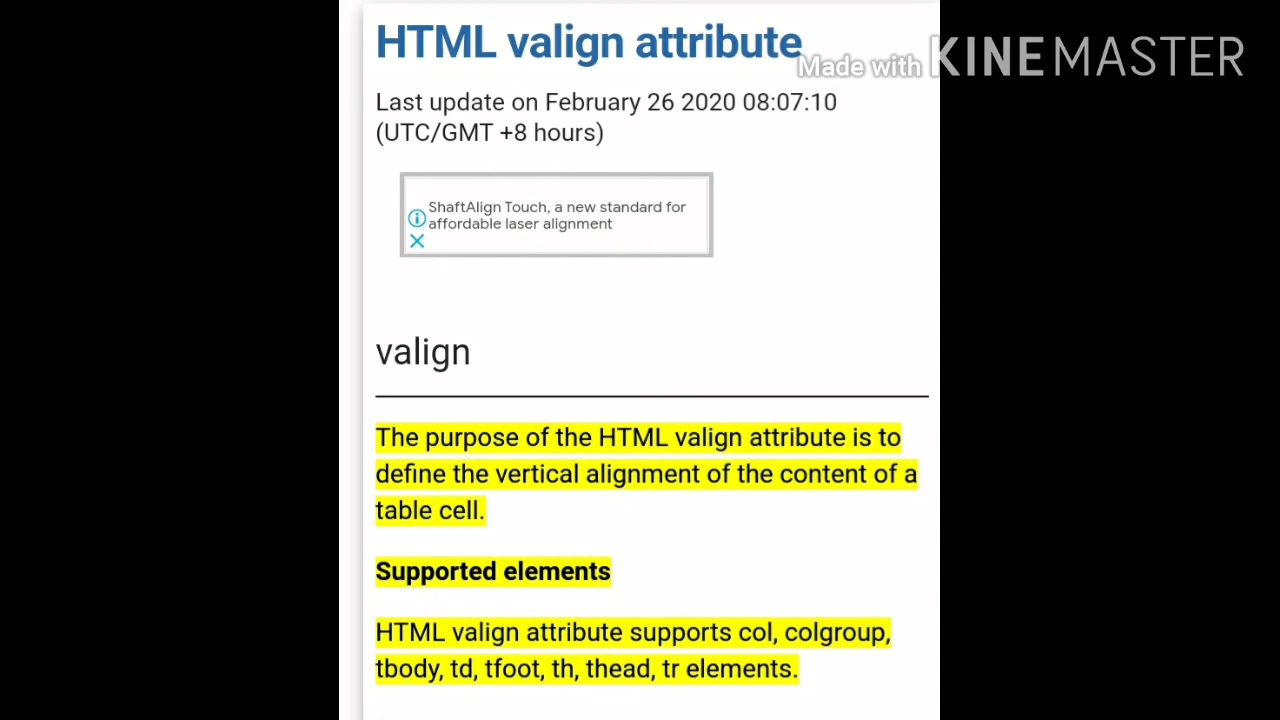 HTML valign attribute
Made with KINEMASTER
Last update on February 26 2020 08:07:10
(UTC/GMT +8 hours)
ShaftAlign Touch, a new standard for
affordable laser alignment
valign
The purpose of the HTML valign attribute is to
define the vertical alignment of the content of a
table cell.
Supported elements
HTML valign attribute supports col, colgroup,
tbody, td, tfoot, th, thead, tr elements.